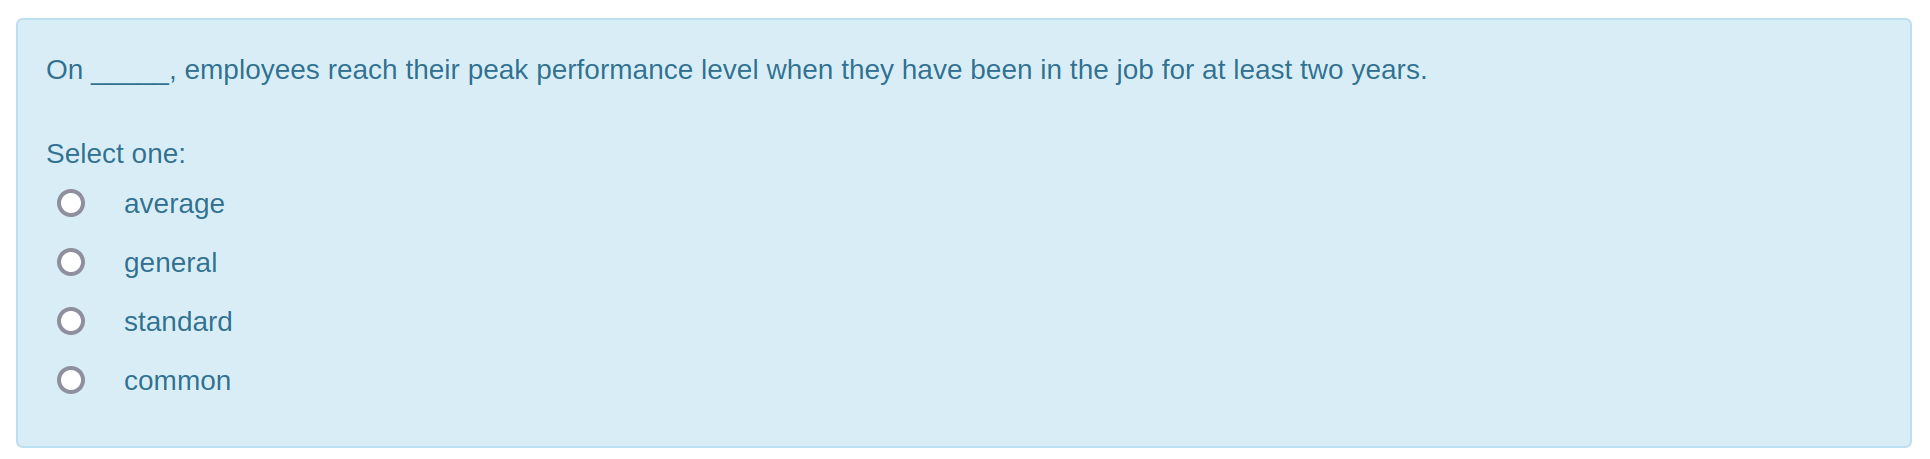 On _____, employees reach their peak performance level when they have been in the job for at least two years.
Select one:
average
general
standard
common